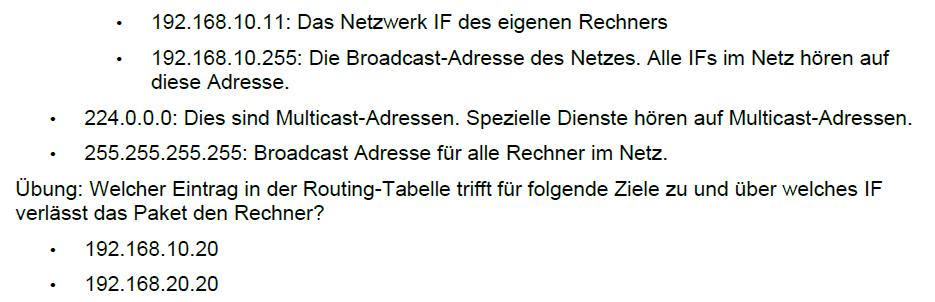 • 192.168.10.11: Das Netzwerk IF des eigenen Rechners
• 192.168.10.255: Die Broadcast-Adresse des Netzes. Alle IFs im Netz hören auf
diese Adresse.
• 224.0.0.0: Dies sind Multicast-Adressen. Spezielle Dienste hören auf Multicast-Adressen.
• 255.255.255.255: Broadcast Adresse für alle Rechner im Netz.
Übung: Welcher Eintrag in der Routing-Tabelle trifft für folgende Ziele zu und über welches IF
verlässt das Paket den Rechner?
• 192.168.10.20
• 192.168.20.20